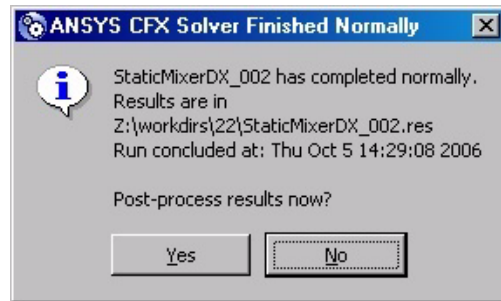 ANSYS CFX Solver Finished Normally
StaticMixerDX_002 has completed normally.
Results are in
Z:\workdirs\22\StaticMixerDX_002.res
Run concluded at: Thu Oct 5 14:29:08 2006
Post-process results now?
Yes No